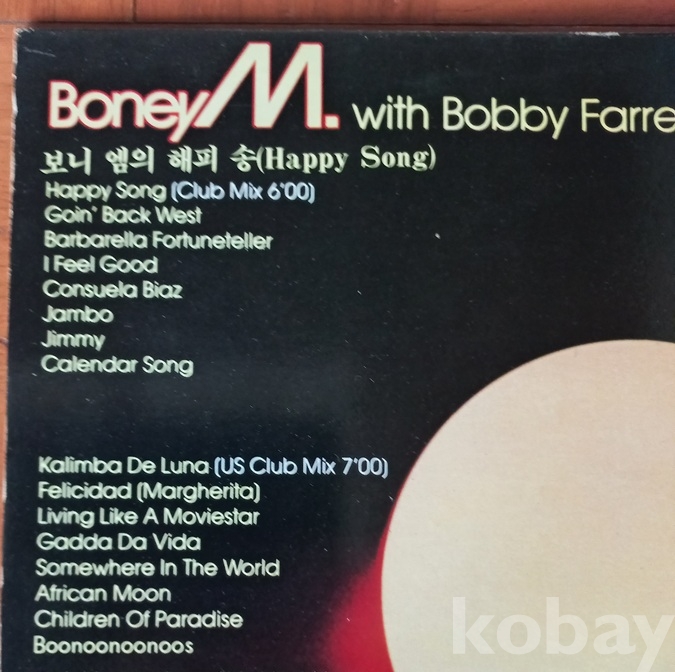 Boney M. with Bobby Farre
보니 엠의 해피 송(Happy Song)
Happy Song (Club Mix 6'00)
Goin' Back West
Barbarella Fortuneteller
I Feel Good
Consuela Biaz
Jambo
Jimmy
Calendar Song
Kalimba De Luna (US Club Mix 7'00)
Felicidad (Margherita)
Living Like A Moviestar
Gadda Da Vida
Somewhere In The World
African Moon
Children Of Paradise
Boonoonoonoos
kobay